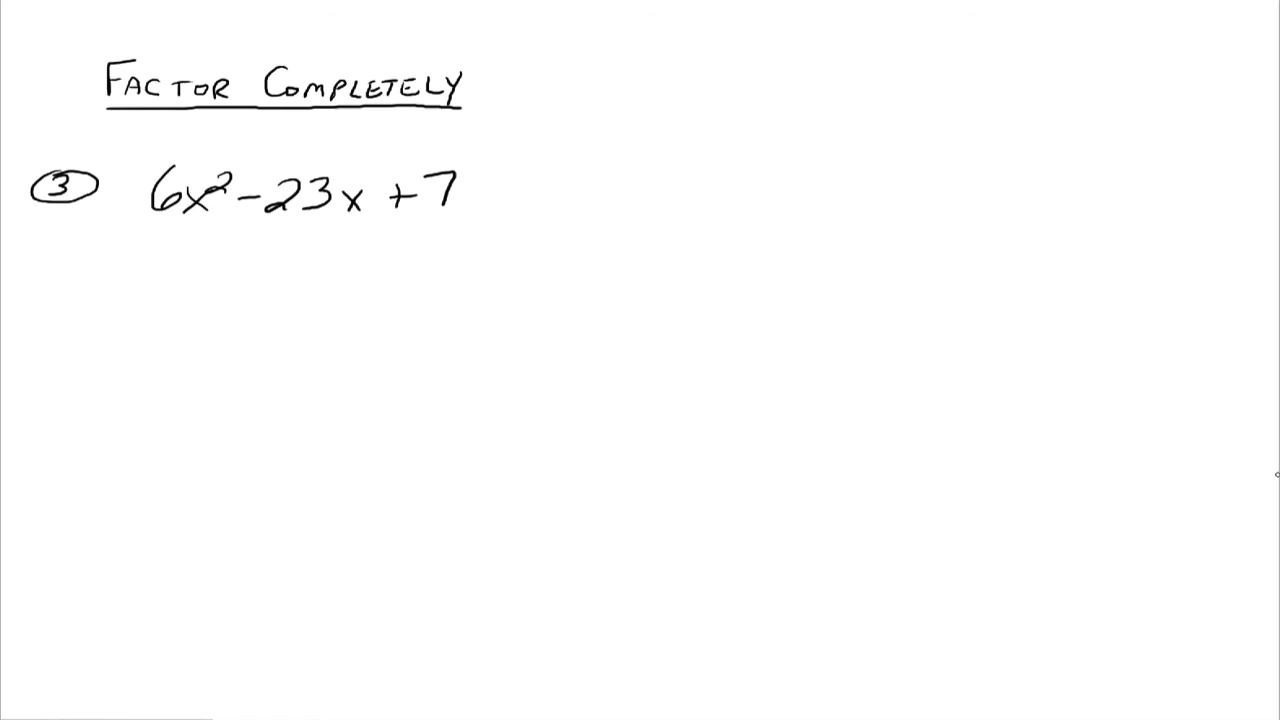 FACTOR COMPLETELY
③ 6x² - 23x + 7